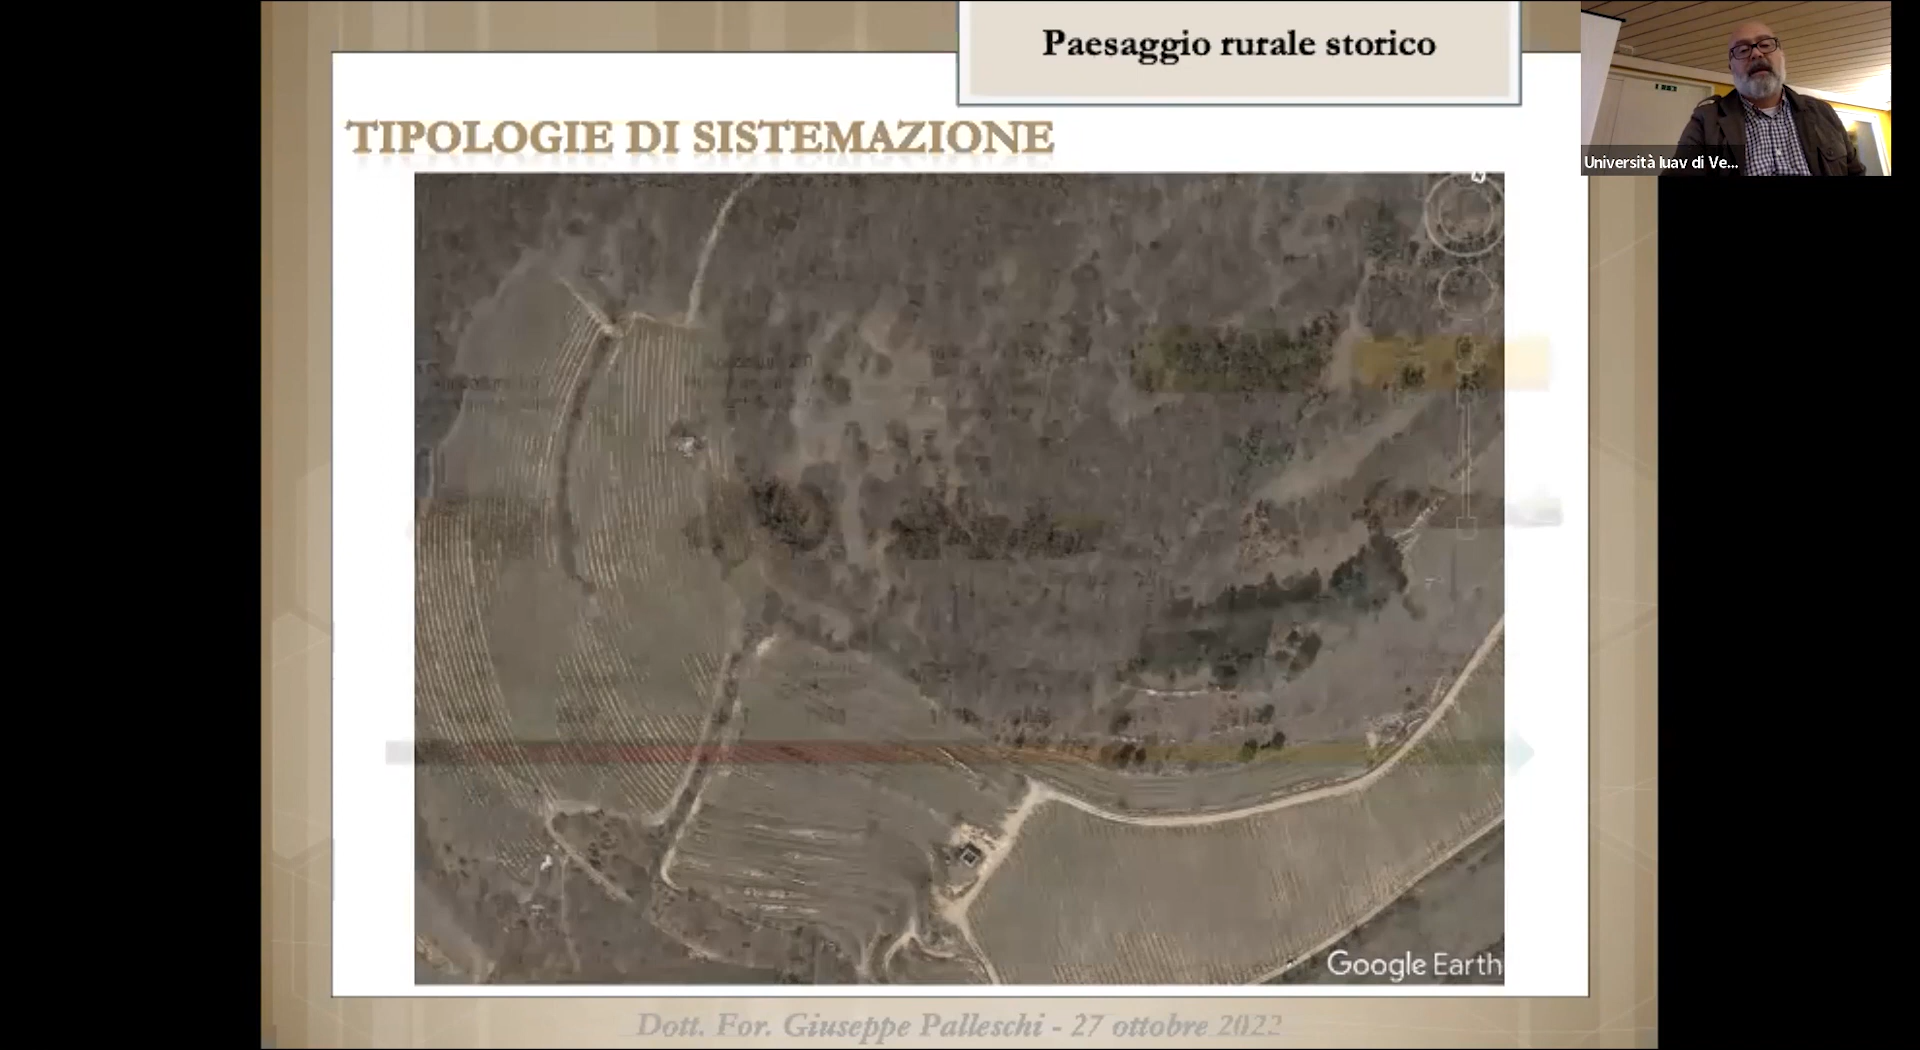 Paesaggio rurale storico
TIPOLOGIE DI SISTEMAZIONE
Università Iuav di Ve...
Google Earth
Dott. For. Giuseppe Palleschi - 27 ottobre 2022